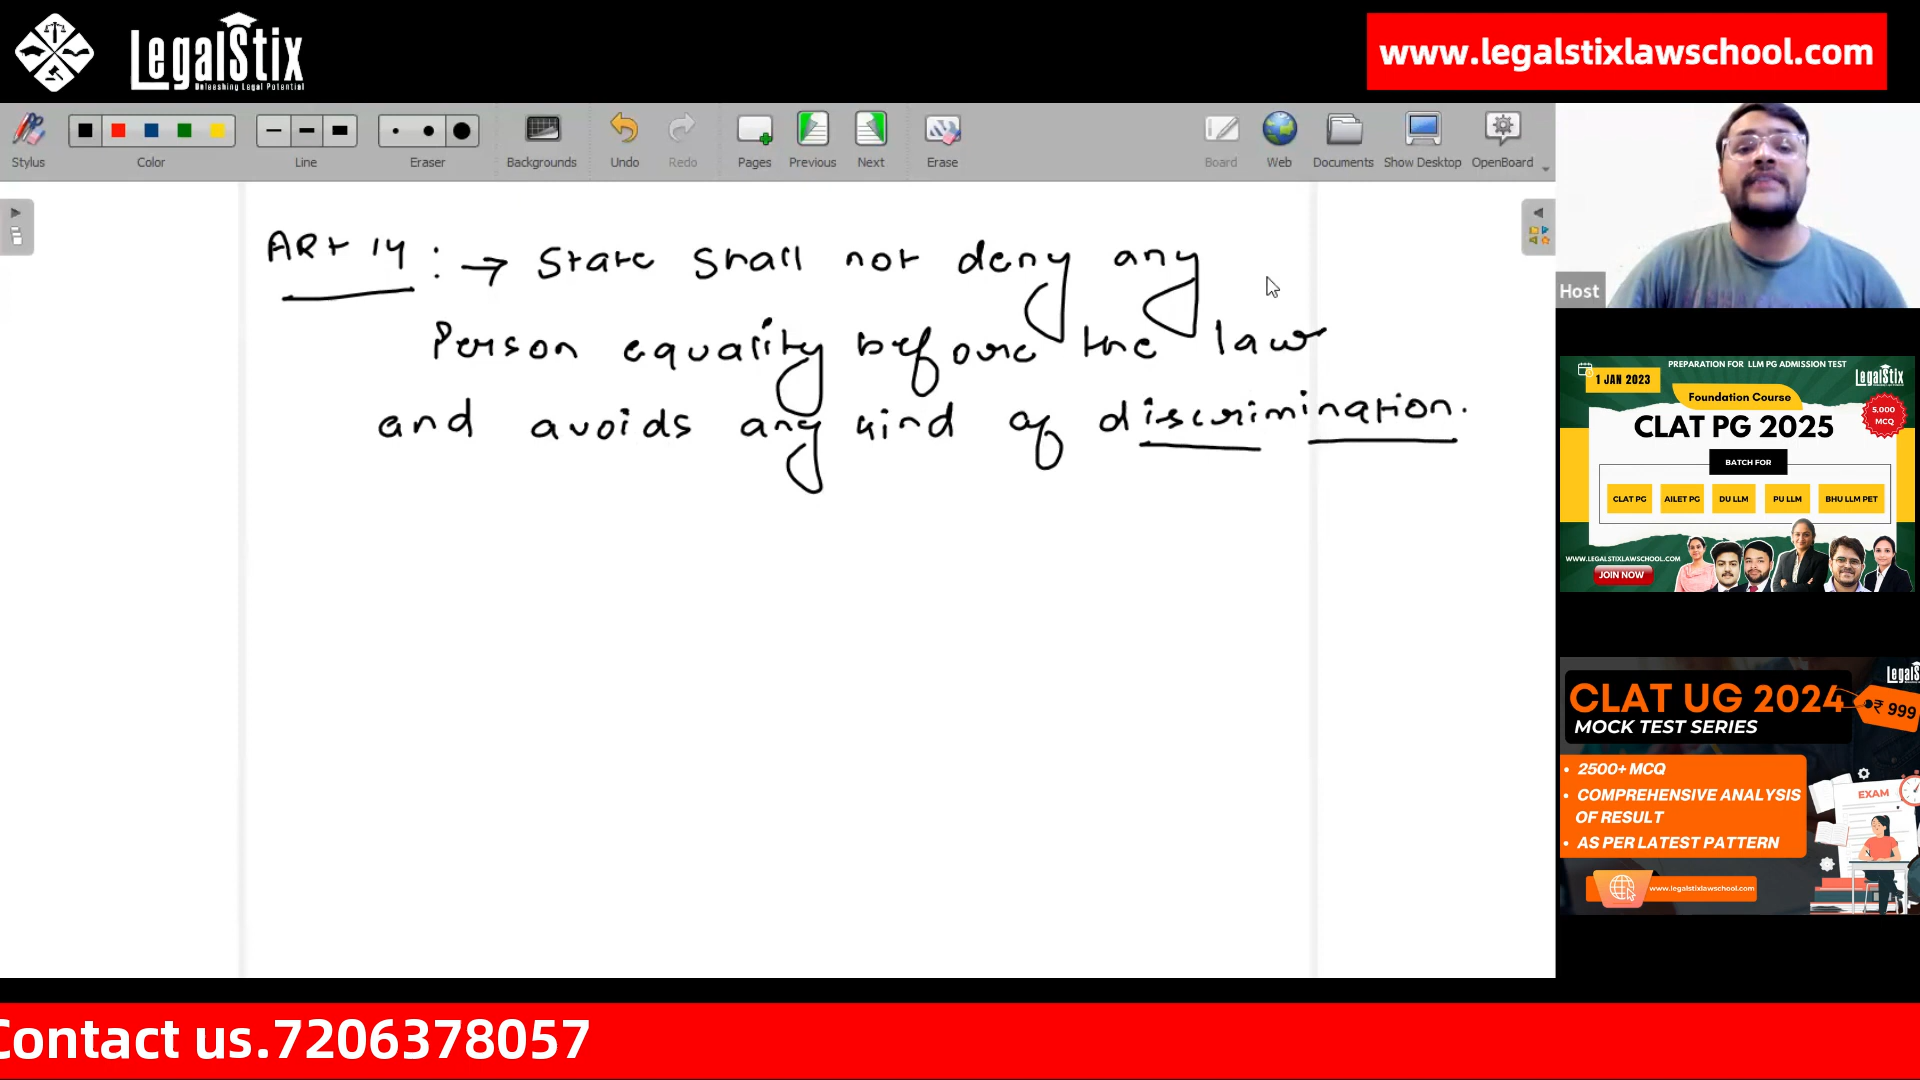 LegalStix
Unleashing Legal Potential
www.legalstixlawschool.com
Stylus
Color
Line
Eraser
Backgrounds
Undo
Redo
Pages
Previous
Next
Erase
Board
Web
Documents
Show Desktop
OpenBoard
ARt 14 : → State Shall not deny any
Person equality before the law
and avoids any kind of discrimination.
Host
PREPARATION FOR LLM PG ADMISSION TEST
1 JAN 2023
LegalStix
Foundation Course
5,000
MCQ
CLAT PG 2025
BATCH FOR
CLAT PG
AILET PG
DU LLM
PU LLM
BHU LLM PET
WWW.LEGALSTIXLAWSCHOOL.COM
JOIN NOW
LegalS
CLAT UG 2024
₹ 999
MOCK TEST SERIES
• 2500+ MCQ
• COMPREHENSIVE ANALYSIS
OF RESULT
• AS PER LATEST PATTERN
EXAM
www.legalstixlawschool.com
Contact us.7206378057